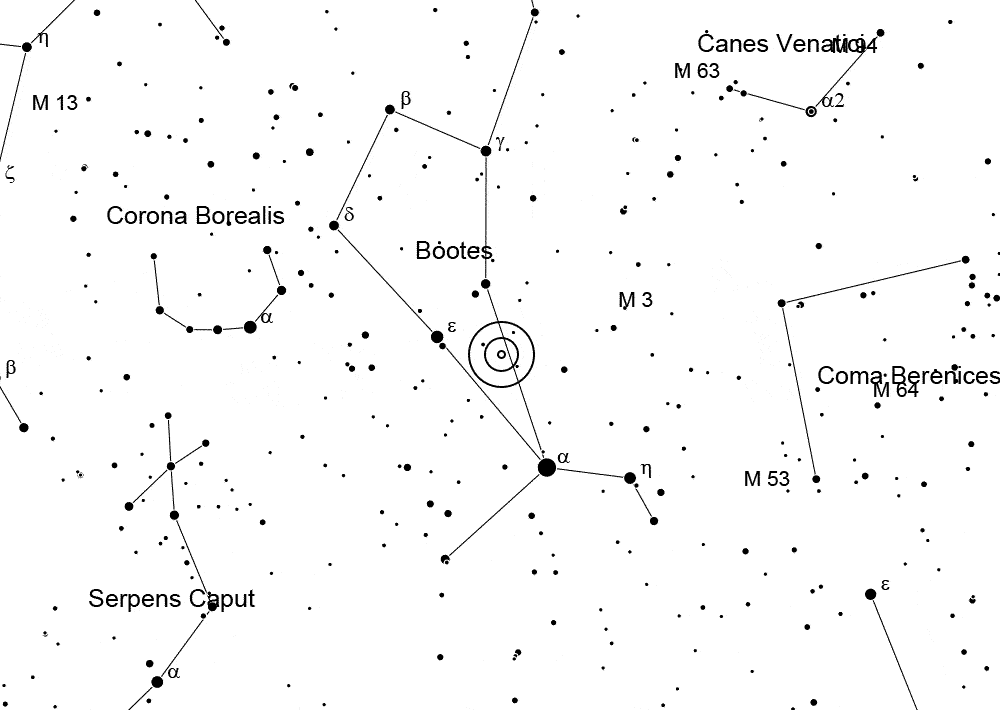 η
Canes Venatici
M 94
M 63
M 13
β
α2
γ
ζ
Corona Borealis
δ
Bootes
α
M 3
ε
β
Coma Berenices
M 64
α
η
M 53
Serpens Caput
ε
α